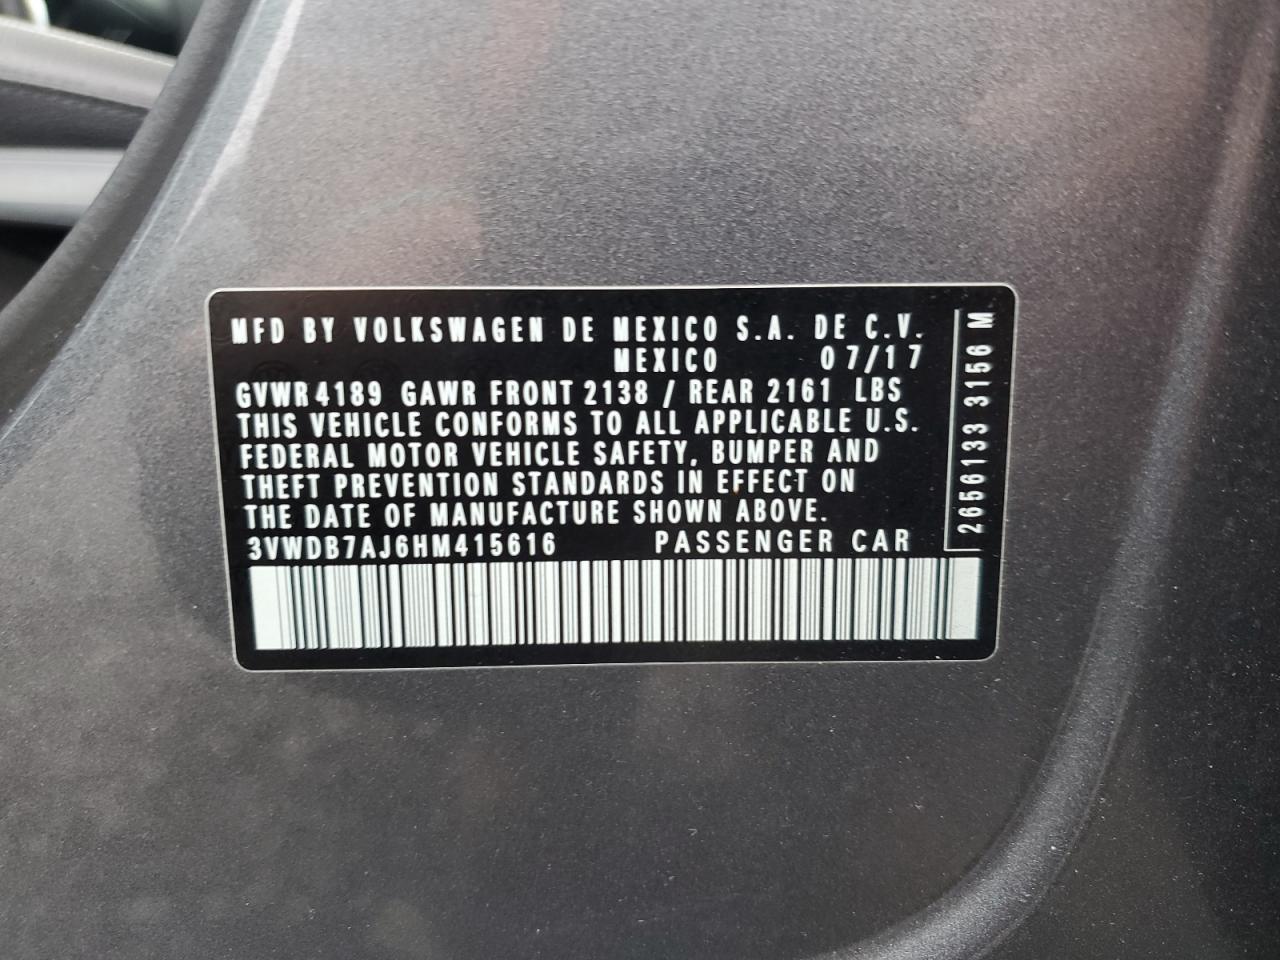 MFD BY VOLKSWAGEN DE MEXICO S.A. DE C.V.
MEXICO 07/17
GVWR 4189 GAWR FRONT 2138 / REAR 2161 LBS
THIS VEHICLE CONFORMS TO ALL APPLICABLE U.S.
FEDERAL MOTOR VEHICLE SAFETY, BUMPER AND
THEFT PREVENTION STANDARDS IN EFFECT ON
THE DATE OF MANUFACTURE SHOWN ABOVE.
3VWDB7AJ6HM415616 PASSENGER CAR
2656133 3156 M